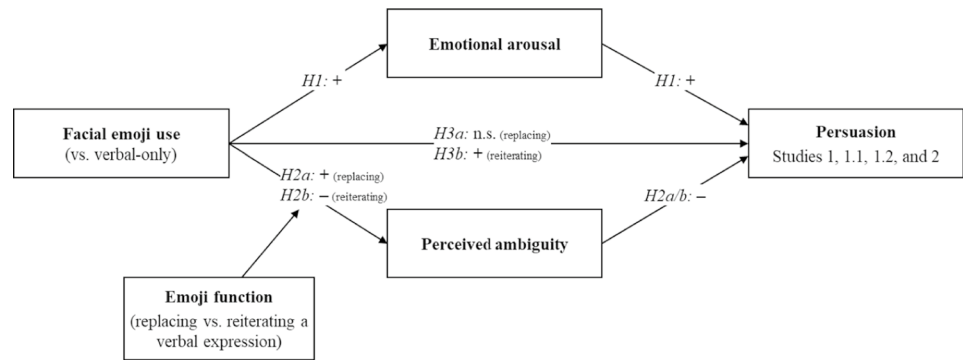 Emotional arousal
H1: +
H1: +
Facial emoji use
(vs. verbal-only)
H3a: n.s. (replacing)
H3b: + (reiterating)
Persuasion
Studies 1, 1.1, 1.2, and 2
H2a: + (replacing)
H2b: – (reiterating)
H2a/b: –
Perceived ambiguity
Emoji function
(replacing vs. reiterating a
verbal expression)